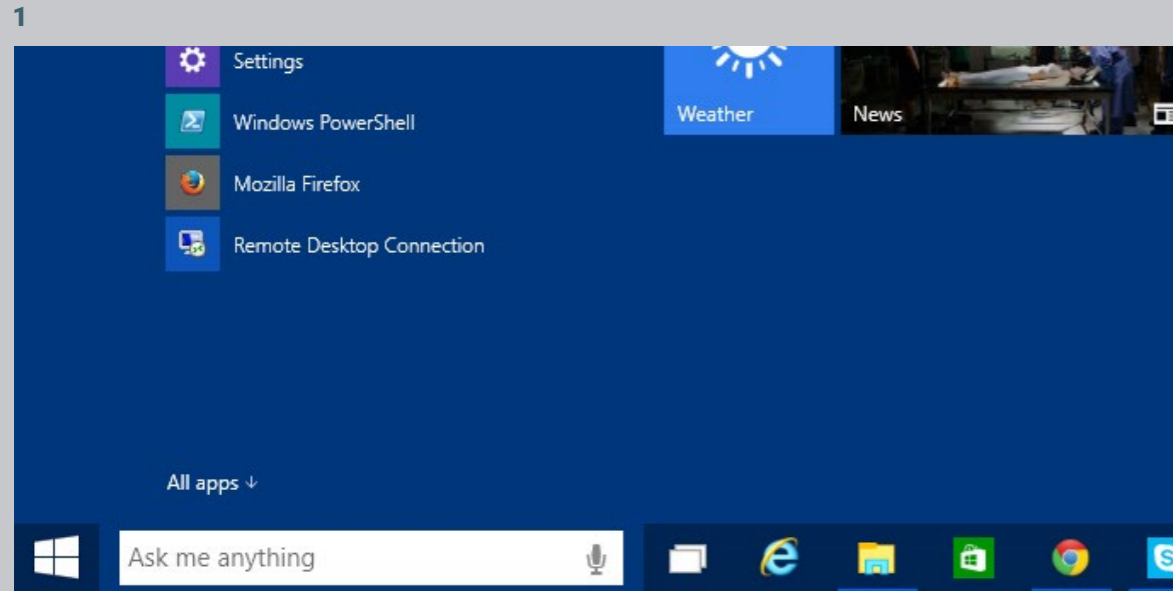 1
Settings
Windows PowerShell
Mozilla Firefox
Remote Desktop Connection
Weather
News
All apps ↓
Ask me anything